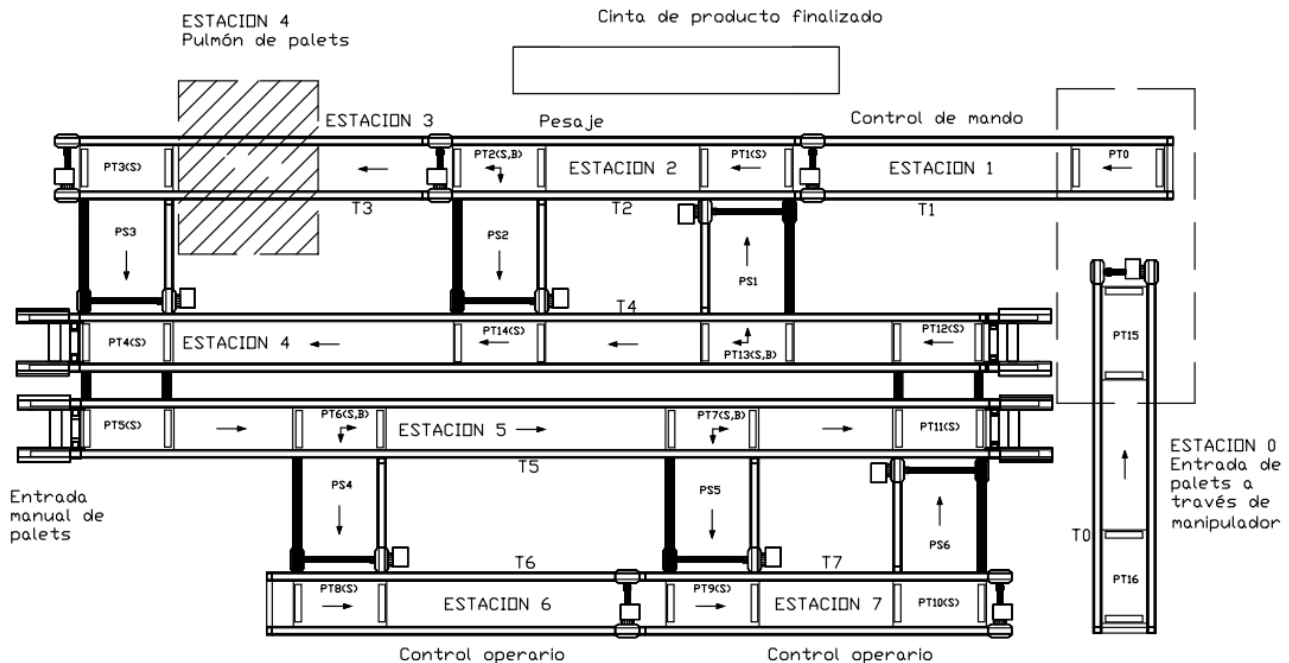 ESTACION 4
Pulmón de palets
Cinta de producto finalizado
ESTACION 3
Pesaje
Control de mando
PT3(S)
PT2(S,B)
ESTACION 2
PT1(S)
ESTACION 1
PT0
T3
T2
T1
PS3
PS2
PS1
T4
PT4(S)
ESTACION 4
PT14(S)
PT13(S,B)
PT12(S)
PT15
PT5(S)
PT6(S,B)
ESTACION 5
PT7(S,B)
PT11(S)
T5
ESTACION 0
Entrada de
palets a
través de
manipulador
Entrada
manual de
palets
PS4
PS5
PS6
T0
T6
T7
PT8(S)
ESTACION 6
PT9(S)
ESTACION 7
PT10(S)
PT16
Control operario
Control operario